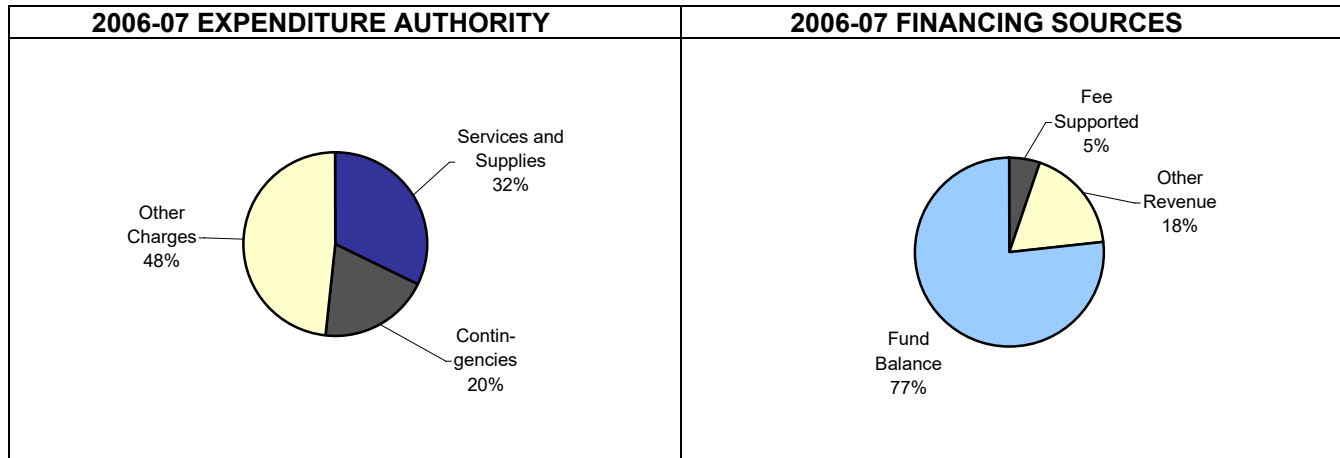 2006-07 EXPENDITURE AUTHORITY
2006-07 FINANCING SOURCES
Services and
Supplies
32%
Other
Charges
48%
Contin-
gencies
20%
Fee
Supported
5%
Other
Revenue
18%
Fund
Balance
77%